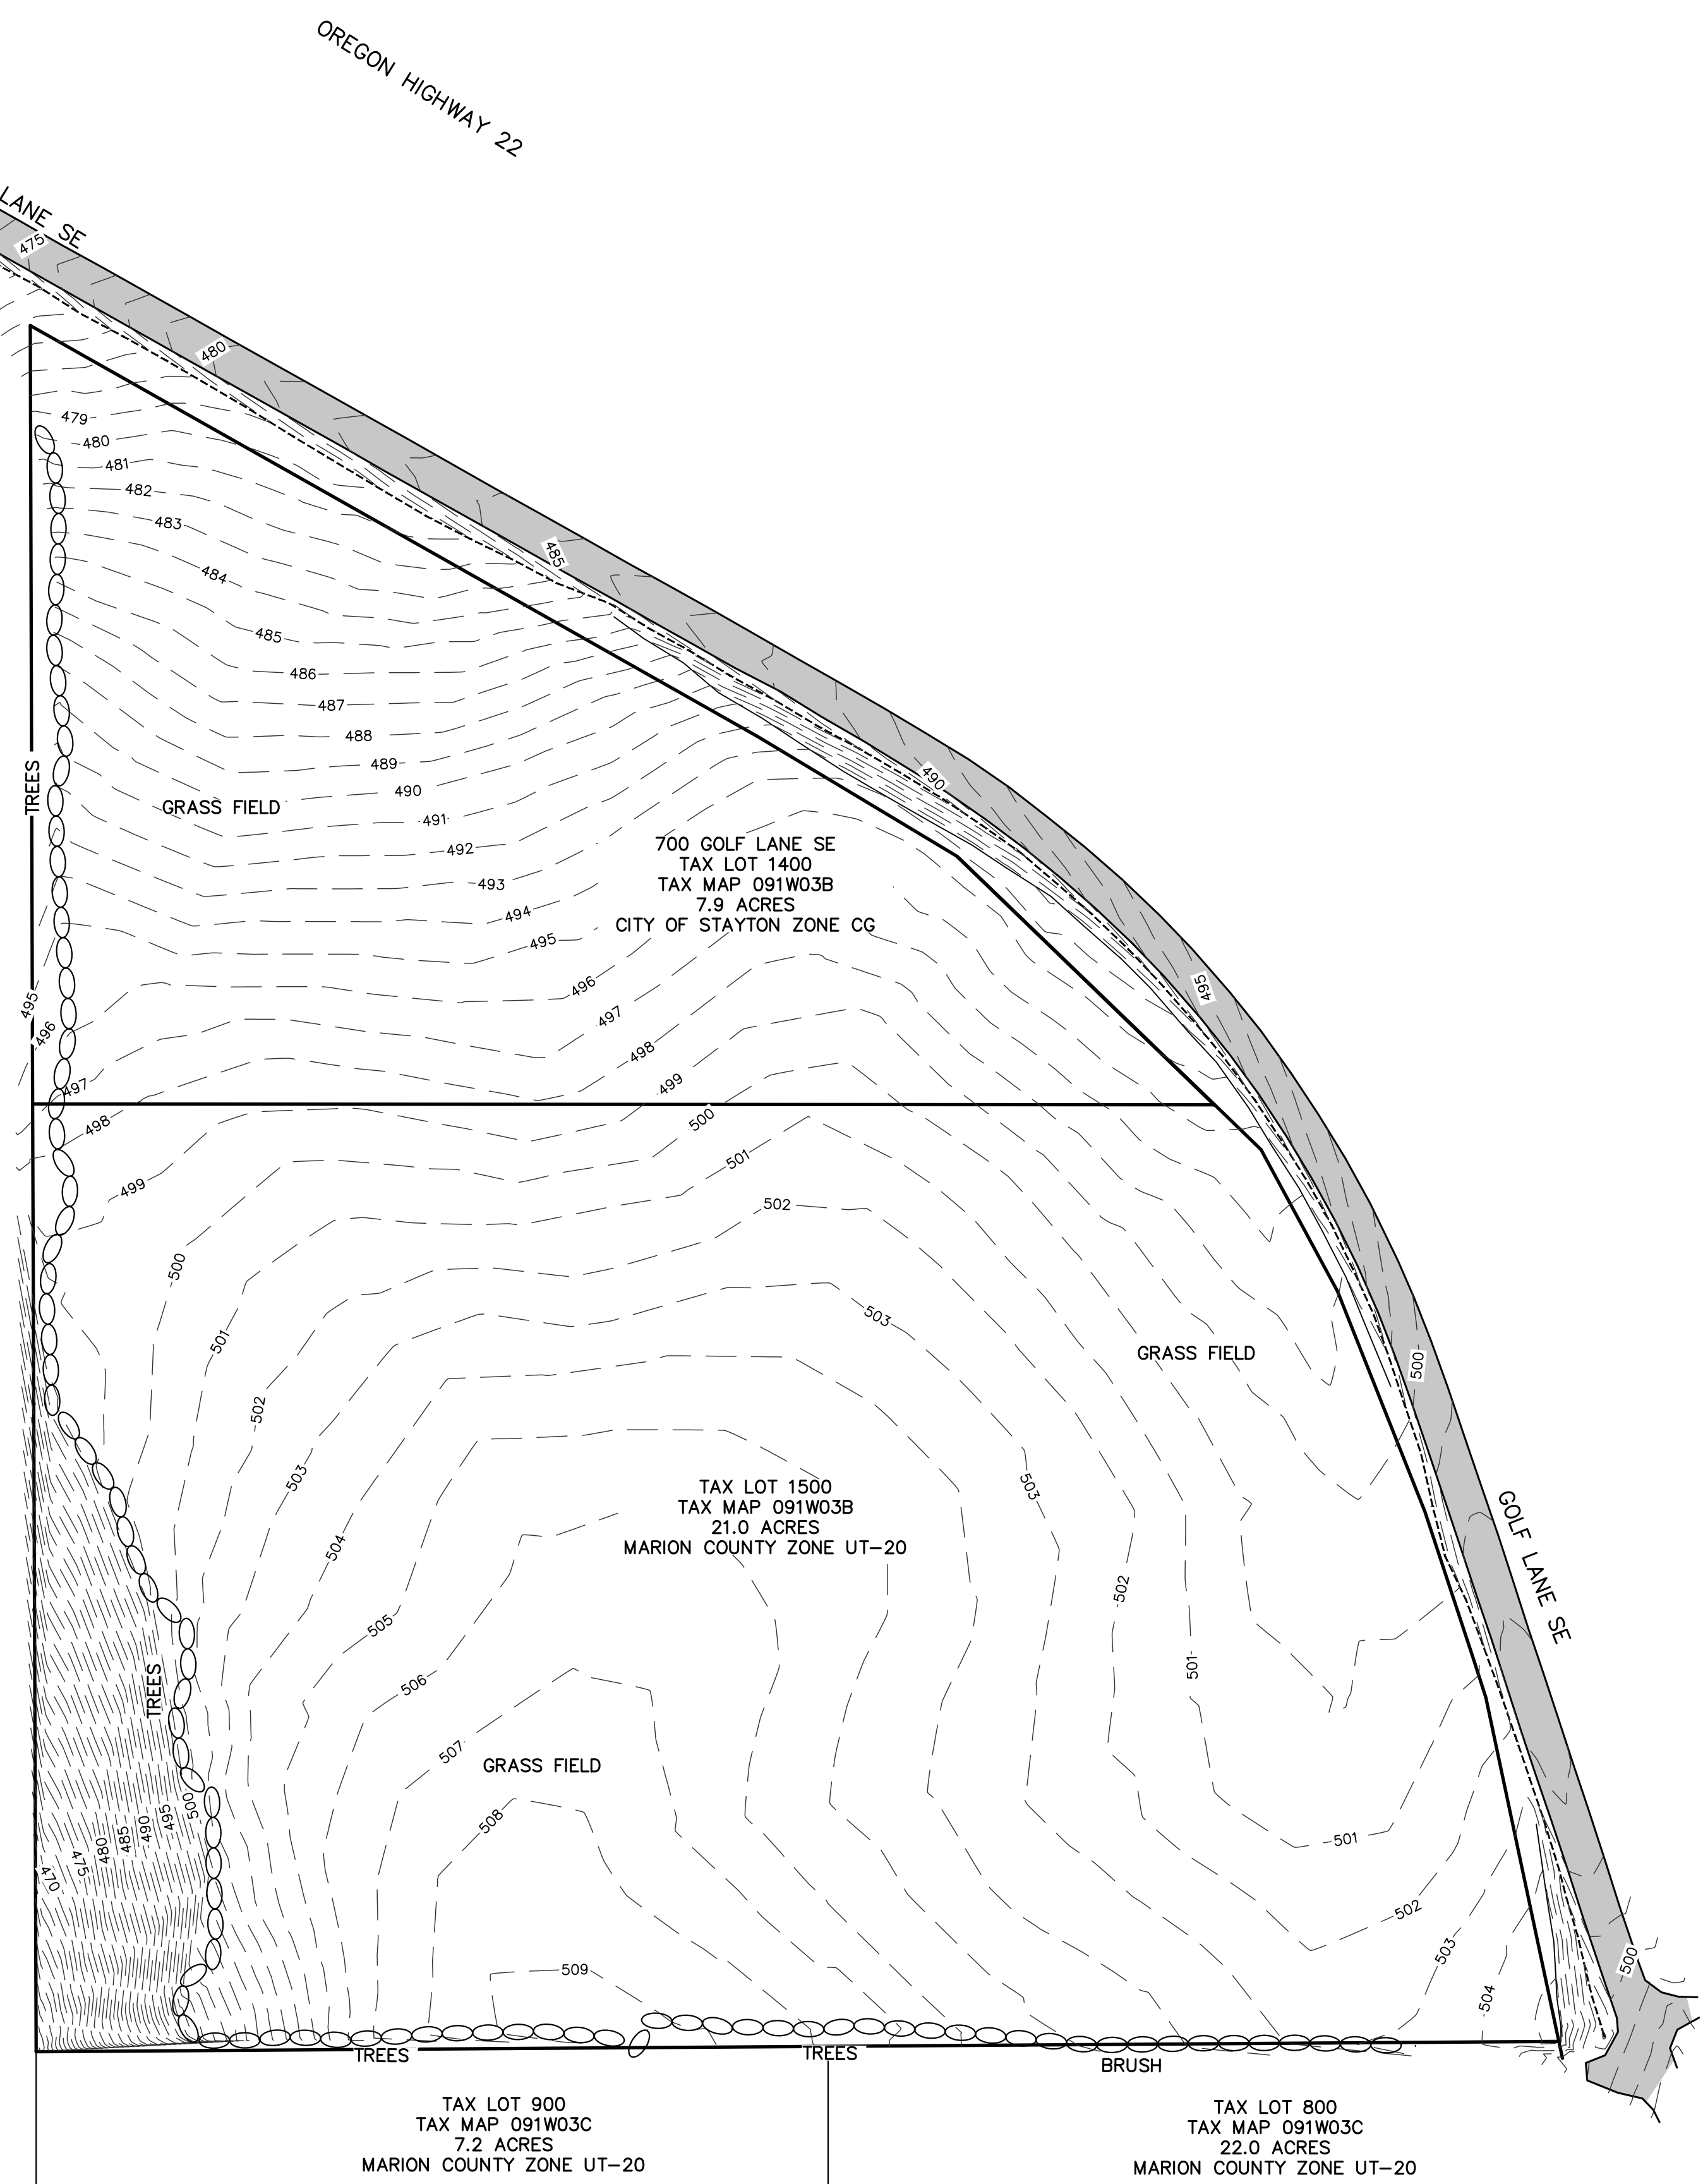 OREGON HIGHWAY 22
LANE SE
475
480
479
480
481
482
483
484
485
485
486
487
488
489
490
490
491
492
493
494
495
495
496
497
498
499
500
TREES
GRASS FIELD
700 GOLF LANE SE
TAX LOT 1400
TAX MAP 091W03B
7.9 ACRES
CITY OF STAYTON ZONE CG
495
496
497
498
499
500
501
502
503
501
502
503
504
505
506
507
508
509
500
GRASS FIELD
503
502
501
501
502
503
504
500
GOLF LANE SE
TAX LOT 1500
TAX MAP 091W03B
21.0 ACRES
MARION COUNTY ZONE UT-20
TREES
GRASS FIELD
470
475
480
485
490
495
500
TREES
TREES
BRUSH
TAX LOT 900
TAX MAP 091W03C
7.2 ACRES
MARION COUNTY ZONE UT-20
TAX LOT 800
TAX MAP 091W03C
22.0 ACRES
MARION COUNTY ZONE UT-20